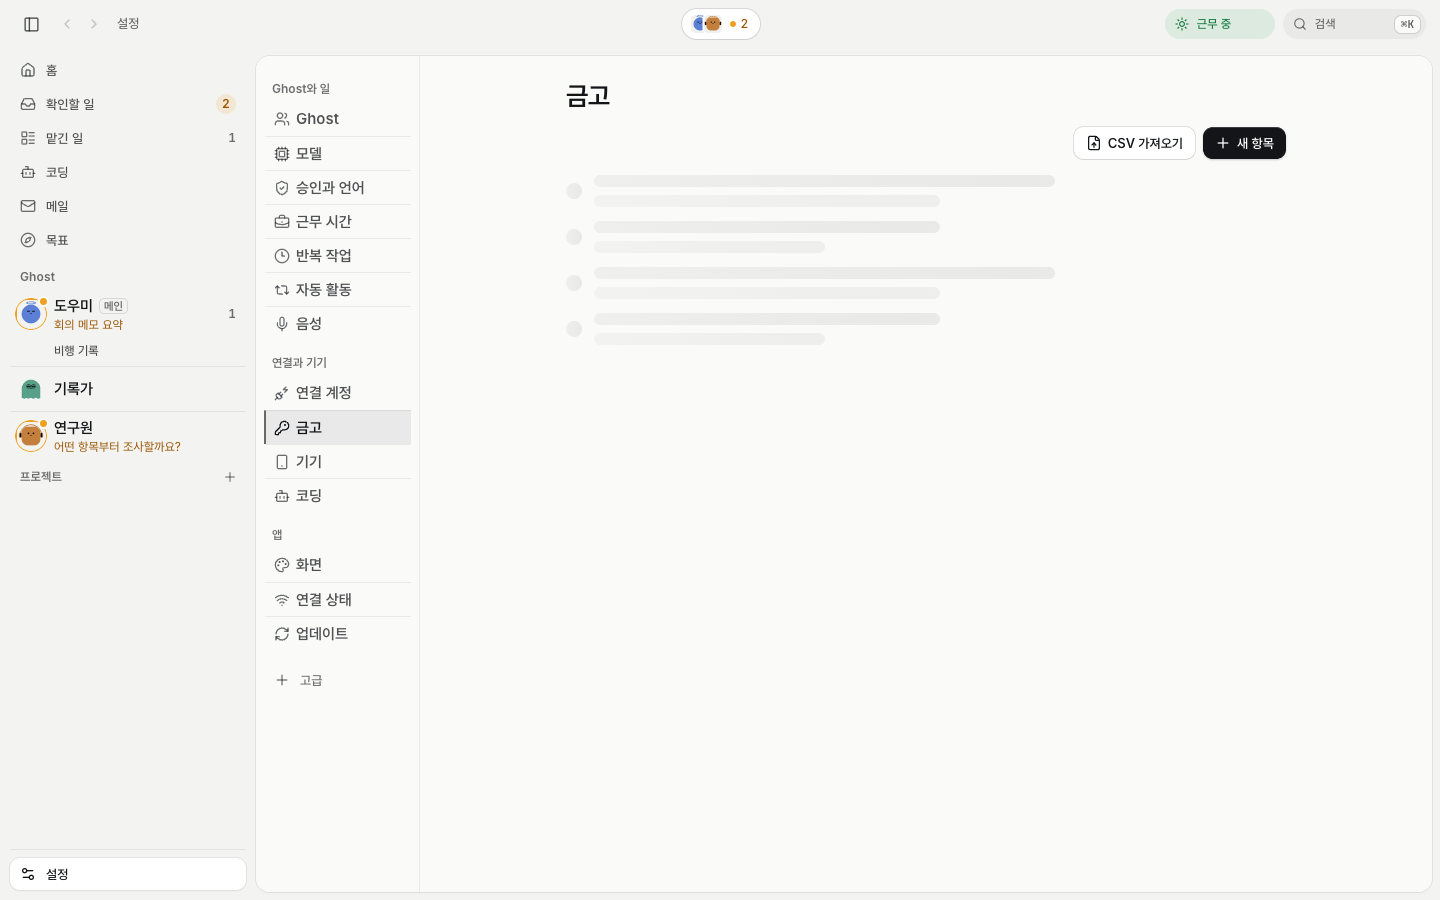 설정
2
근무 중
검색
⌘K
홈
확인할 일
2
맡긴 일
1
코딩
메일
목표
Ghost
도우미
메인
회의 메모 요약
1
비행 기록
기록가
연구원
어떤 항목부터 조사할까요?
프로젝트
설정
Ghost와 일
Ghost
모델
승인과 언어
근무 시간
반복 작업
자동 활동
음성
연결과 기기
연결 계정
금고
기기
코딩
앱
화면
연결 상태
업데이트
고급
금고
CSV 가져오기
새 항목